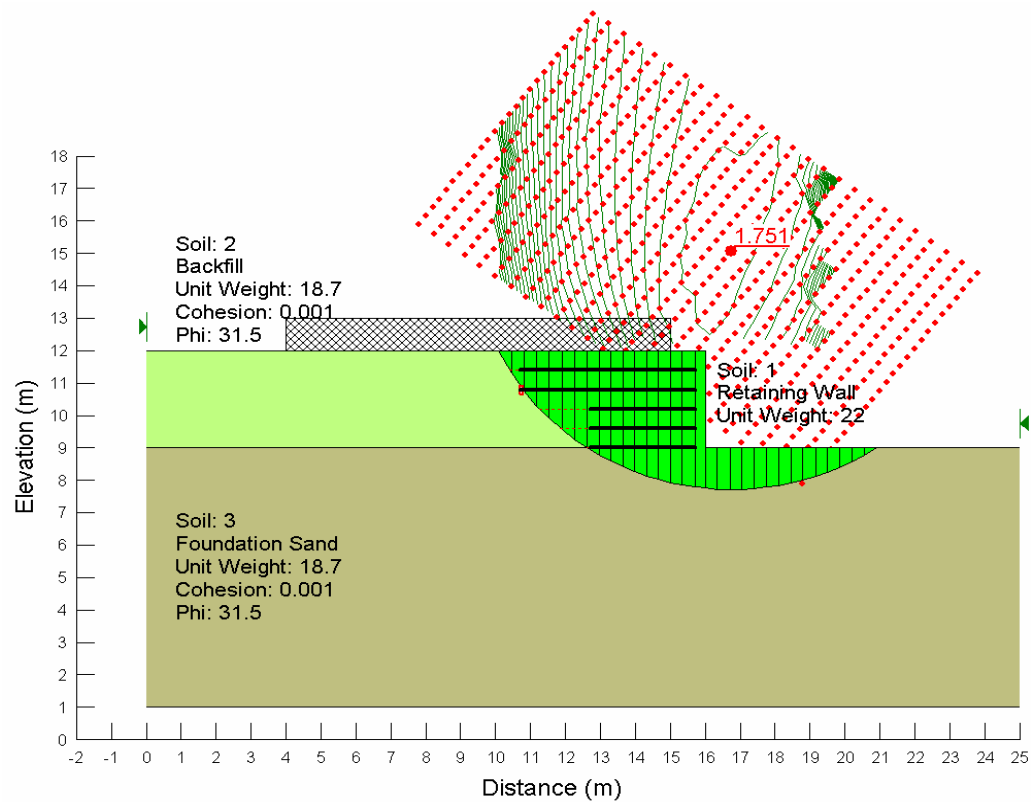 1.751
Soil: 2
Backfill
Unit Weight: 18.7
Cohesion: 0.001
Phi: 31.5
Soil: 1
Retaining Wall
Unit Weight: 22
Soil: 3
Foundation Sand
Unit Weight: 18.7
Cohesion: 0.001
Phi: 31.5
Elevation (m)
18
17
16
15
14
13
12
11
10
9
8
7
6
5
4
3
2
1
0
-2 -1 0 1 2 3 4 5 6 7 8 9 10 11 12 13 14 15 16 17 18 19 20 21 22 23 24 25
Distance (m)